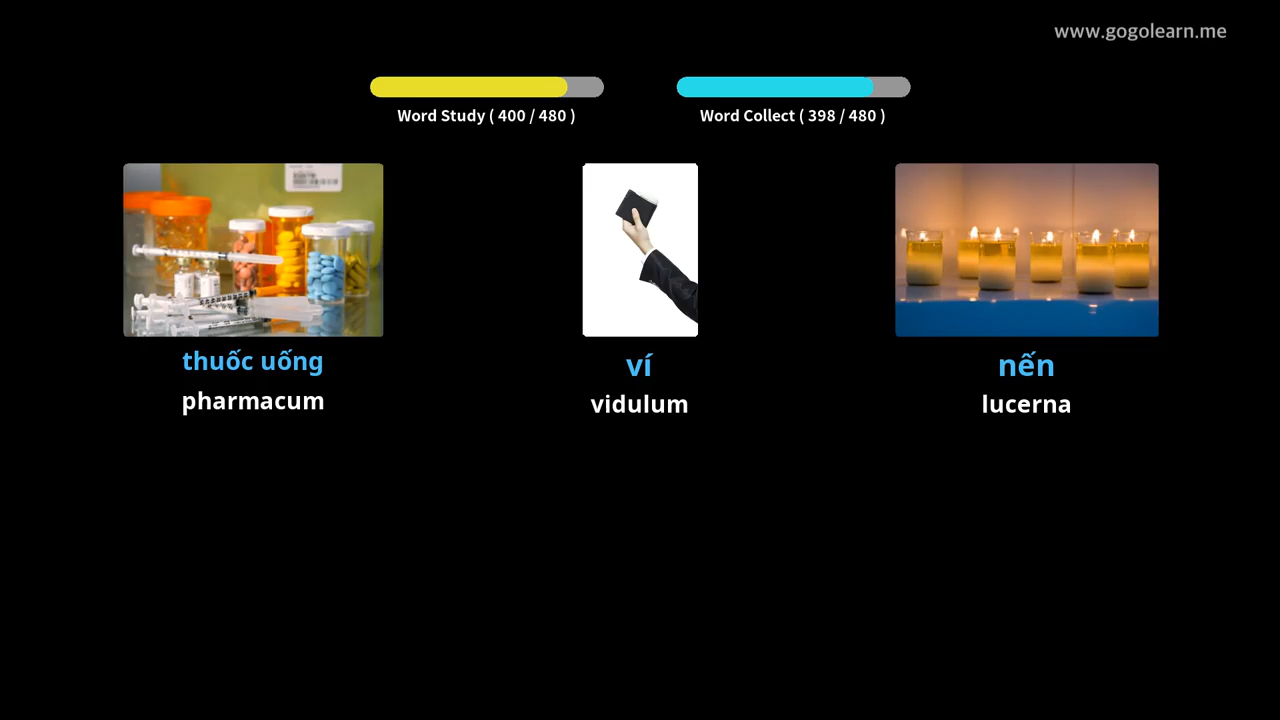 www.gogolearn.me
Word Study ( 400 / 480 )
Word Collect ( 398 / 480 )
thuốc uống
pharmacum
ví
vidulum
nến
lucerna